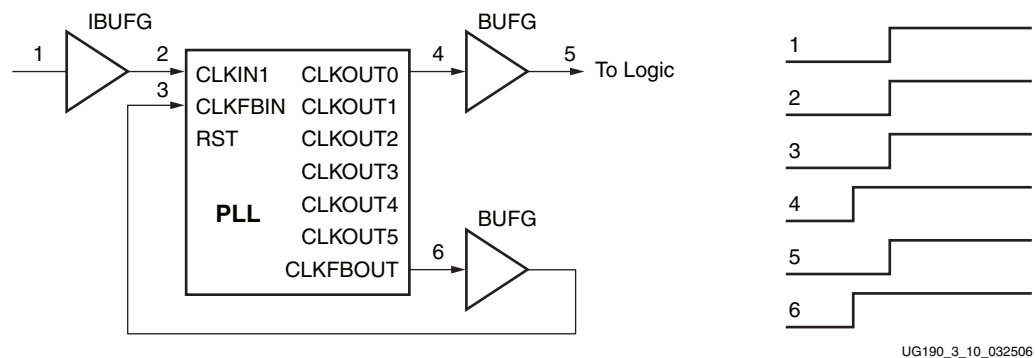 IBUFG
BUFG
1
2
3
4
5
To Logic
CLKIN1
CLKFBIN
RST
PLL
CLKOUT0
CLKOUT1
CLKOUT2
CLKOUT3
CLKOUT4
CLKOUT5
CLKFBOUT
6
BUFG
1
2
3
4
5
6
UG190_3_10_032506